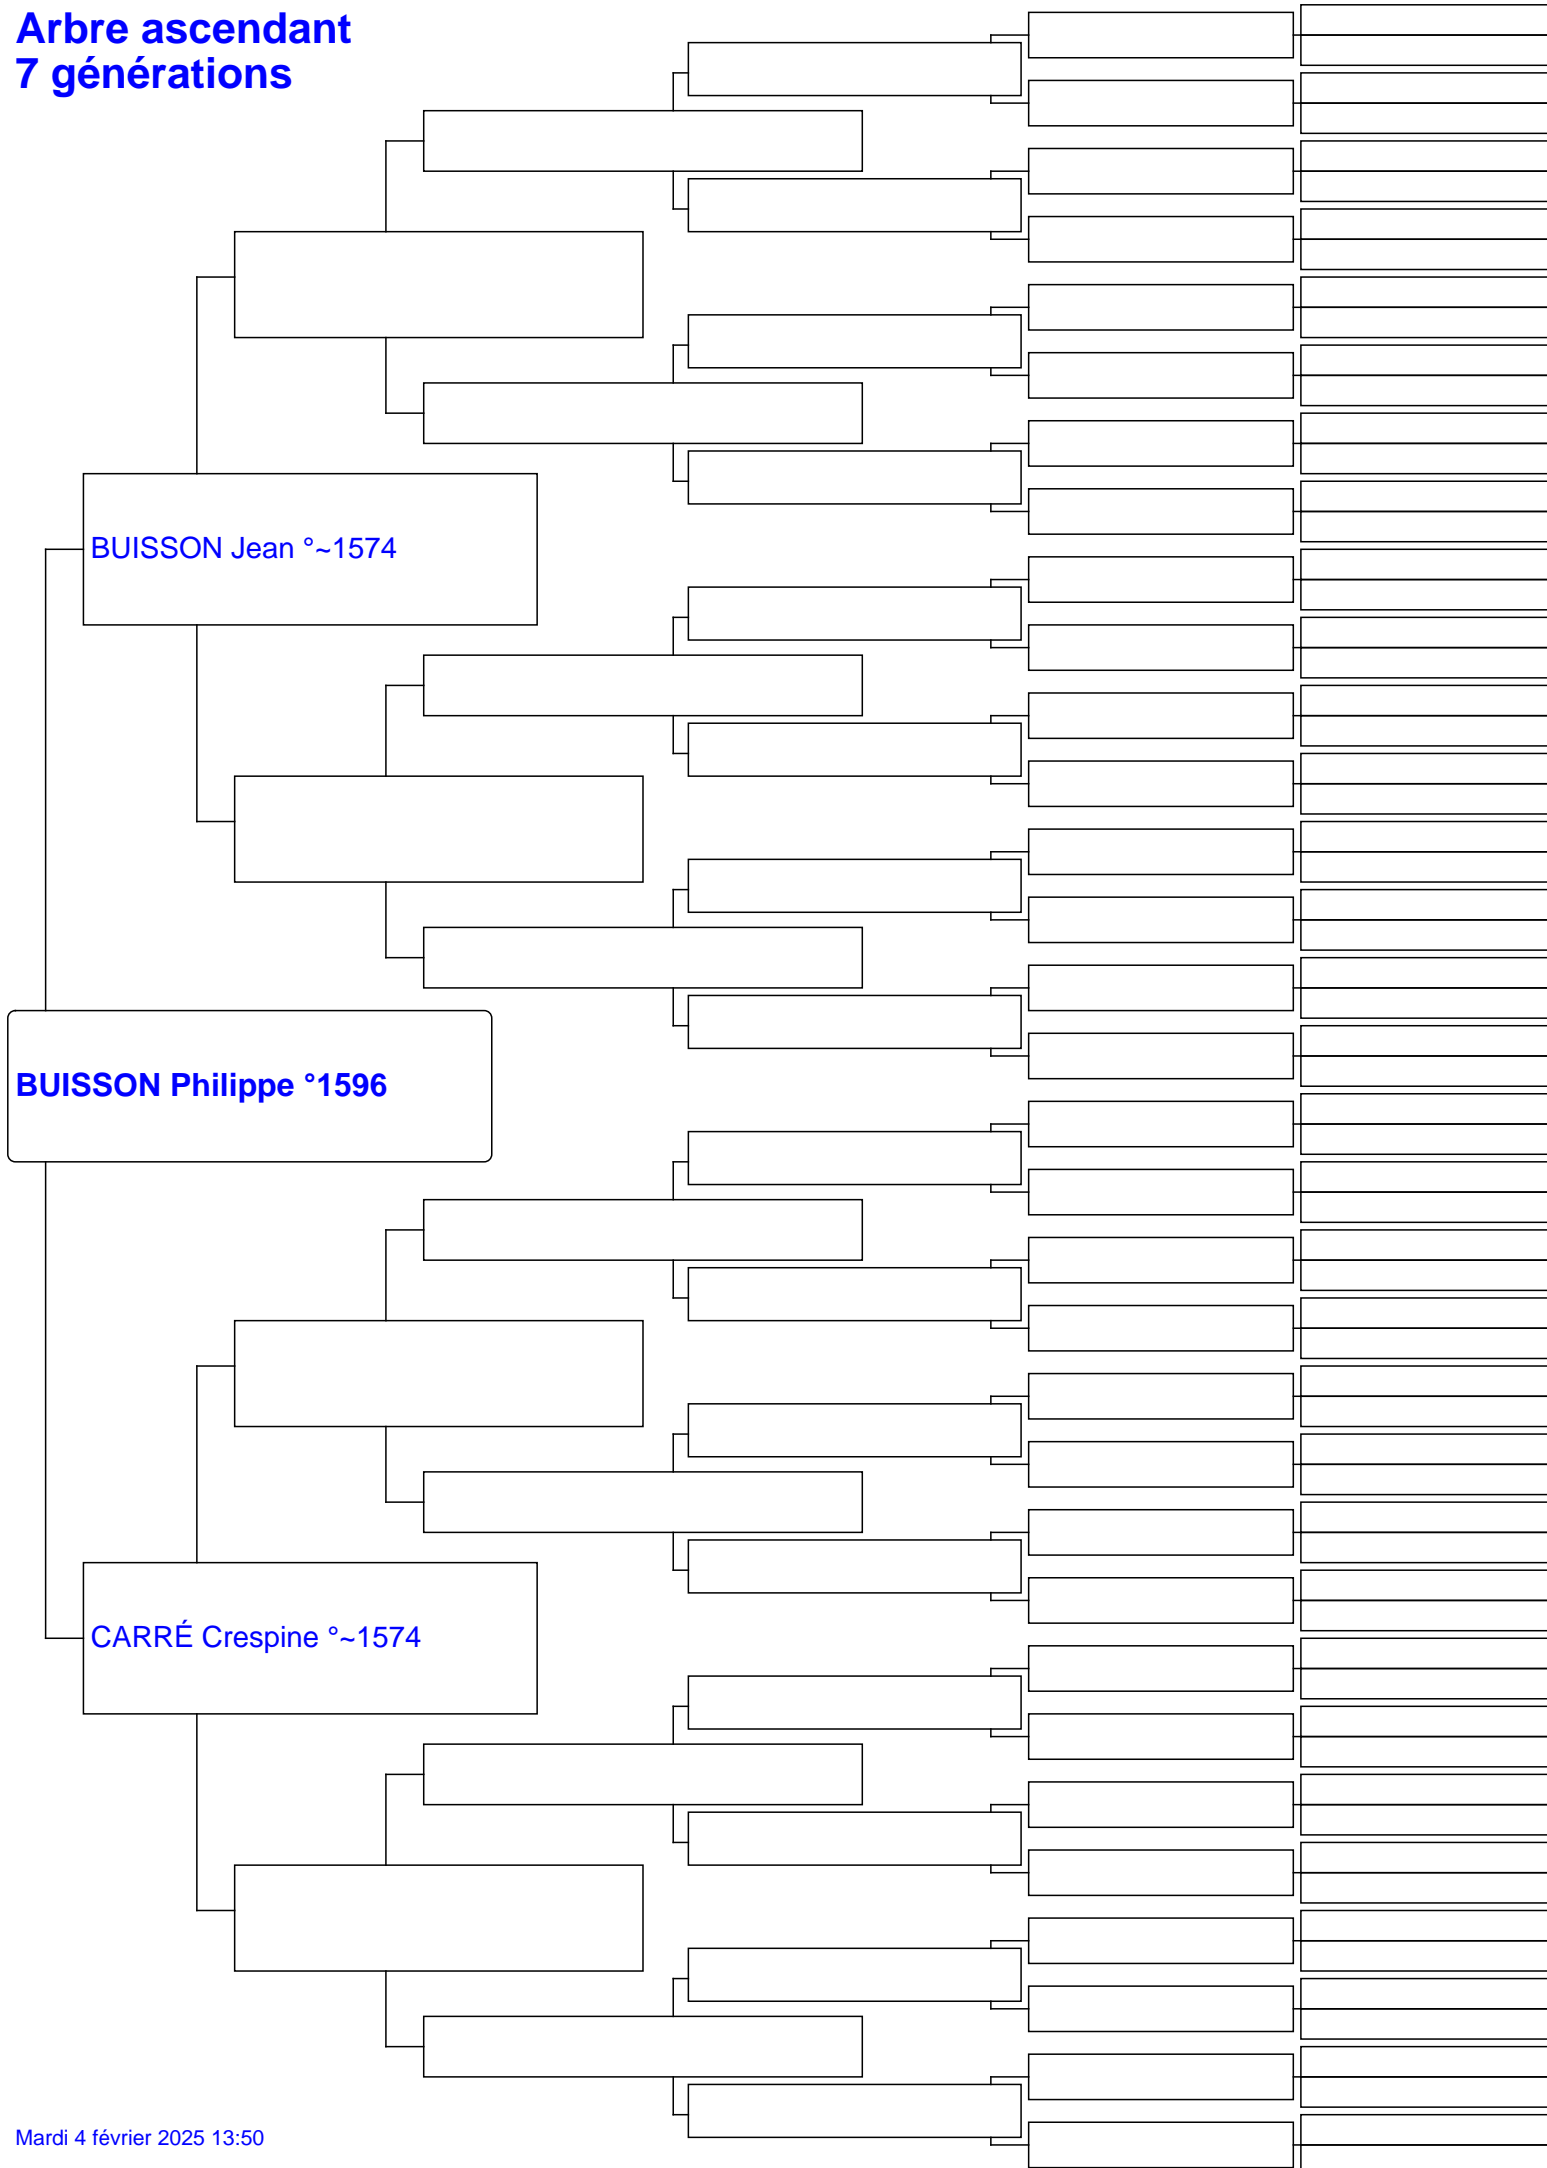 Arbre ascendant
7 générations
BUISSON Jean °~1574
BUISSON Philippe °1596
CARRÉ Crespine °~1574
Mardi 4 février 2025 13:50